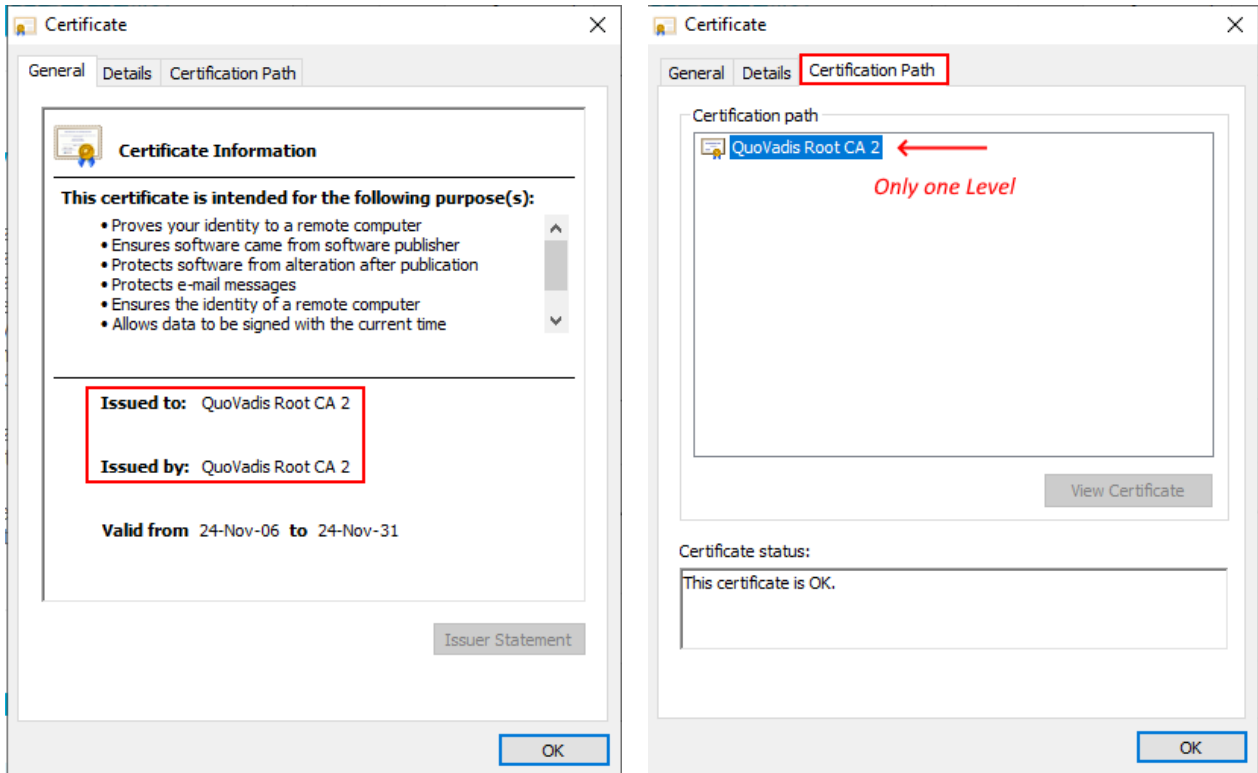 Certificate
General Details Certification Path
Certificate Information
This certificate is intended for the following purpose(s):
• Proves your identity to a remote computer
• Ensures software came from software publisher
• Protects software from alteration after publication
• Protects e-mail messages
• Ensures the identity of a remote computer
• Allows data to be signed with the current time
Issued to: QuoVadis Root CA 2
Issued by: QuoVadis Root CA 2
Valid from 24-Nov-06 to 24-Nov-31
Issuer Statement
OK
Certificate
General Details Certification Path
Certification path
QuoVadis Root CA 2
Only one Level
View Certificate
Certificate status:
This certificate is OK.
OK